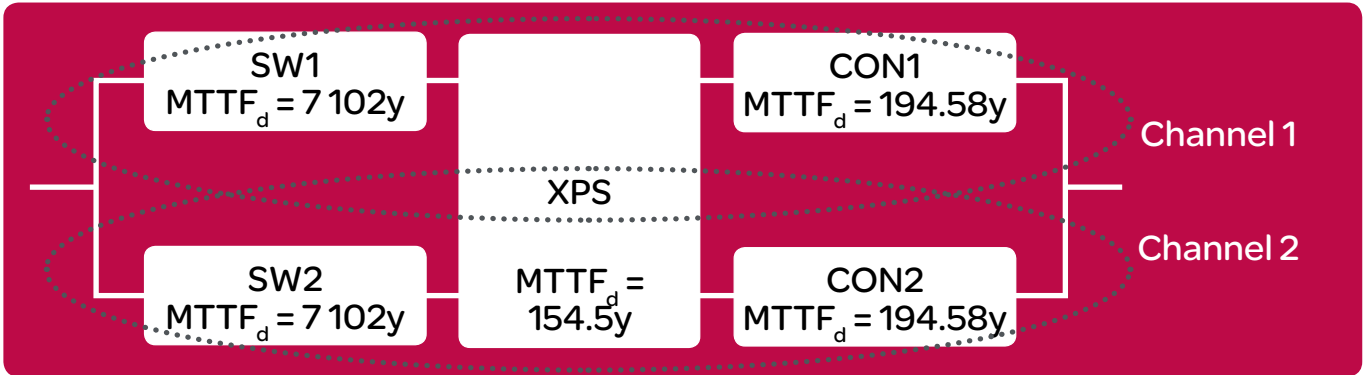 SW1
MTTFd = 7 102y
XPS
MTTFd =
154.5y
CON1
MTTFd = 194.58y
Channel 1
SW2
MTTFd = 7 102y
CON2
MTTFd = 194.58y
Channel 2